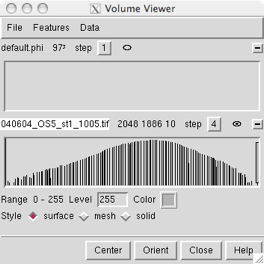 Volume Viewer
File Features Data
default.phi 97³ step 1
040604_OS5_st1_1005.tif 2048 1886 10 step 4
Range 0 - 255 Level 255 Color
Style surface mesh solid
Center Orient Close Help